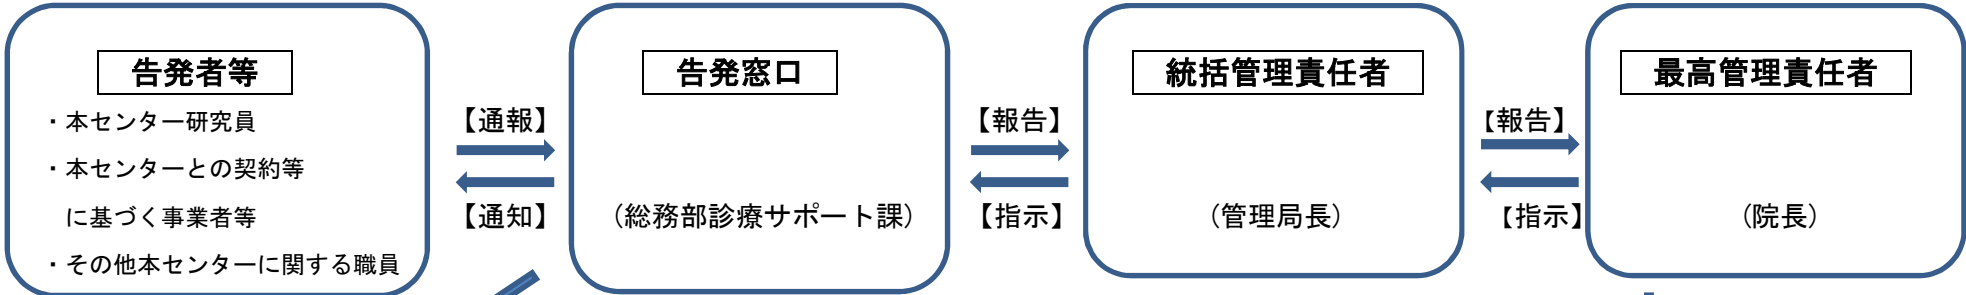 告発者等
・本センター研究員
・本センターとの契約等
に基づく事業者等
・その他本センターに関する職員
【通報】
【通知】
告発窓口
（総務部診療サポート課）
【報告】
【指示】
統括管理責任者
（管理局長）
【報告】
【指示】
最高管理責任者
（院長）